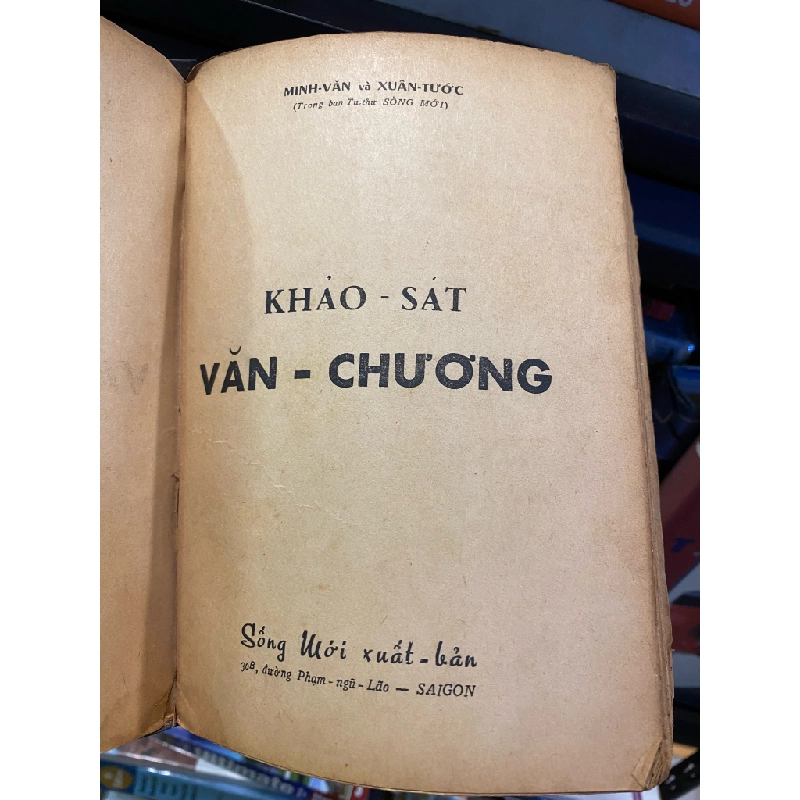 MINH-VĂN và XUÂN-TƯỚC
(Trong ban Tu-thư SỐNG MỚI)
KHẢO - SÁT
VĂN - CHƯƠNG
Sống Mới xuất-bản
308, đường Phạm-ngũ-Lão — SAIGON